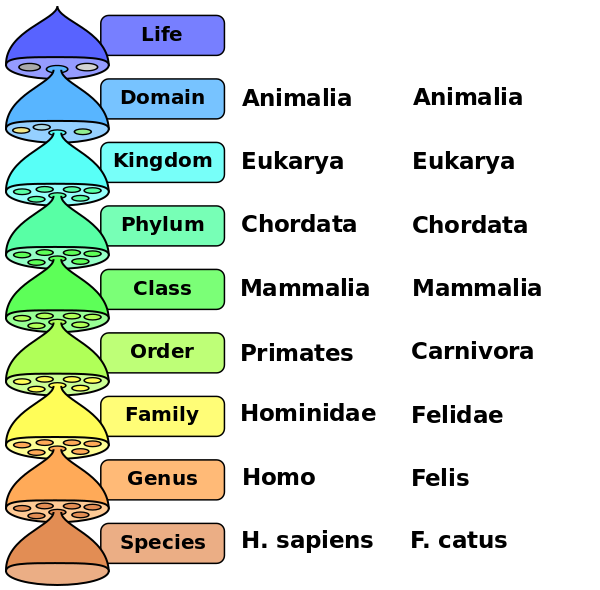 Life
Domain Animalia Animalia
Kingdom Eukarya Eukarya
Phylum Chordata Chordata
Class Mammalia Mammalia
Order Primates Carnivora
Family Hominidae Felidae
Genus Homo Felis
Species H. sapiens F. catus